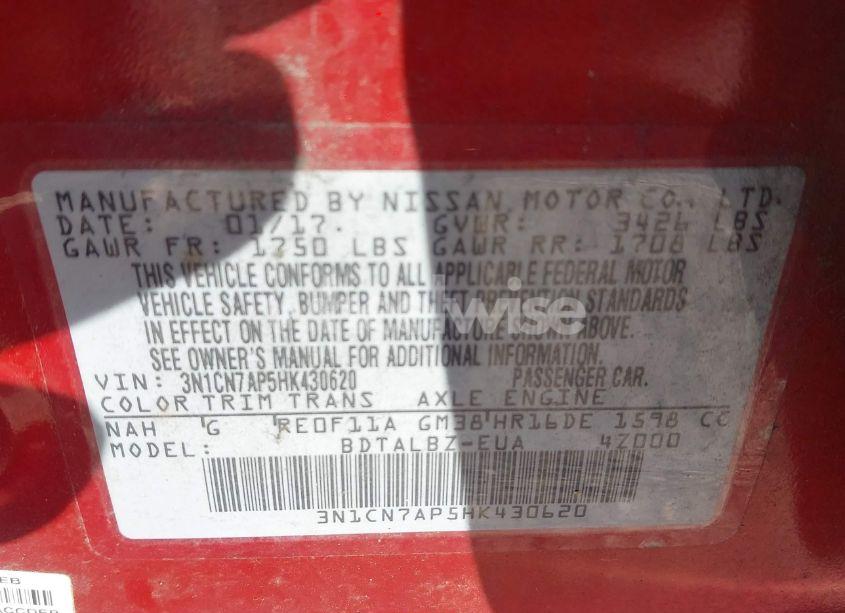 MANUFACTURED BY NISSAN MOTOR CO., LTD.
DATE: 01/17. GVWR: 3426 LBS
GAWR FR: 1750 LBS GAWR RR: 1708 LBS
THIS VEHICLE CONFORMS TO ALL APPLICABLE FEDERAL MOTOR
VEHICLE SAFETY, BUMPER AND THEFT PREVENTION STANDARDS
IN EFFECT ON THE DATE OF MANUFACTURE SHOWN ABOVE.
SEE OWNER'S MANUAL FOR ADDITIONAL INFORMATION.
VIN: 3N1CN7AP5HK430620 PASSENGER CAR.
COLOR TRIM TRANS AXLE ENGINE
NAH G RE0F11A GM38 HR16DE 1598 CC
MODEL: BDTALBZ-EUA 4Z000
3N1CN7AP5HK430620
EB